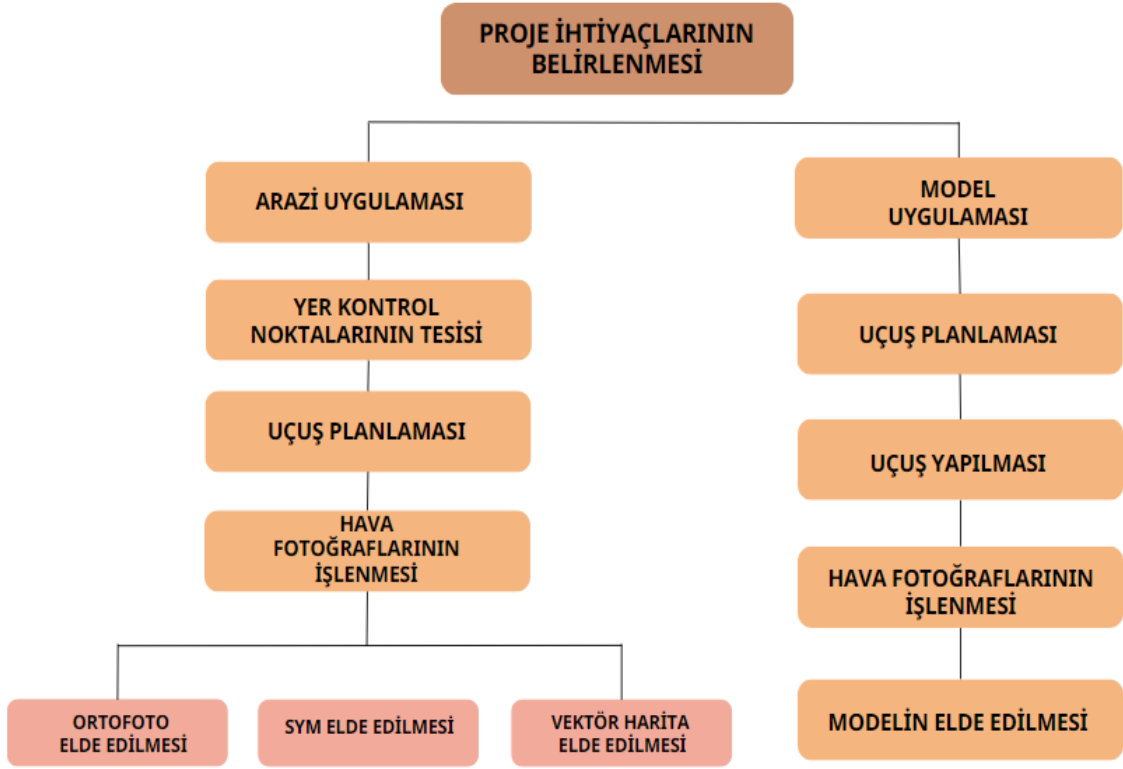 PROJE İHTİYAÇLARININ
BELİRLENMESİ
ARAZİ UYGULAMASI
YER KONTROL
NOKTALARININ TESİSİ
UÇUŞ PLANLAMASI
HAVA
FOTOĞRAFLARININ
İŞLENMESİ
ORTOFOTO
ELDE EDİLMESİ
SYM ELDE EDİLMESİ
VEKTÖR HARİTA
ELDE EDİLMESİ
MODEL
UYGULAMASI
UÇUŞ PLANLAMASI
UÇUŞ YAPILMASI
HAVA FOTOĞRAFLARININ
İŞLENMESİ
MODELİN ELDE EDİLMESİ